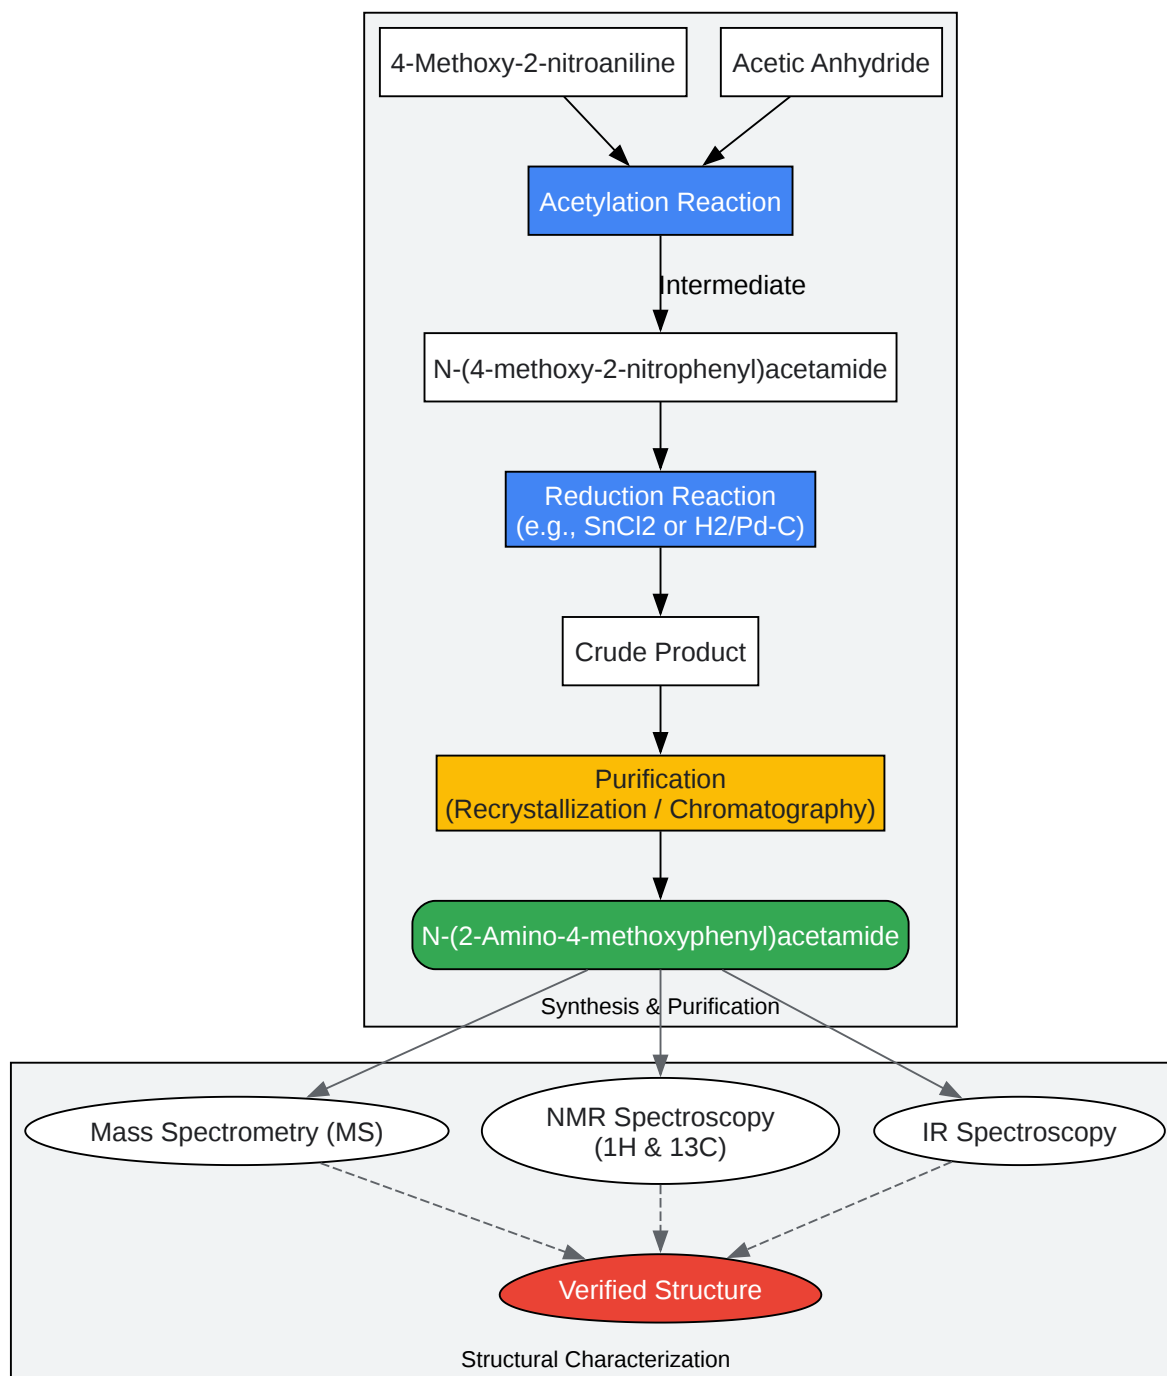 4-Methoxy-2-nitroaniline
Acetic Anhydride
Acetylation Reaction
Intermediate
N-(4-methoxy-2-nitrophenyl)acetamide
Reduction Reaction
(e.g., SnCl2 or H2/Pd-C)
Crude Product
Purification
(Recrystallization / Chromatography)
N-(2-Amino-4-methoxyphenyl)acetamide
Synthesis & Purification
Mass Spectrometry (MS)
NMR Spectroscopy
(1H & 13C)
IR Spectroscopy
Verified Structure
Structural Characterization